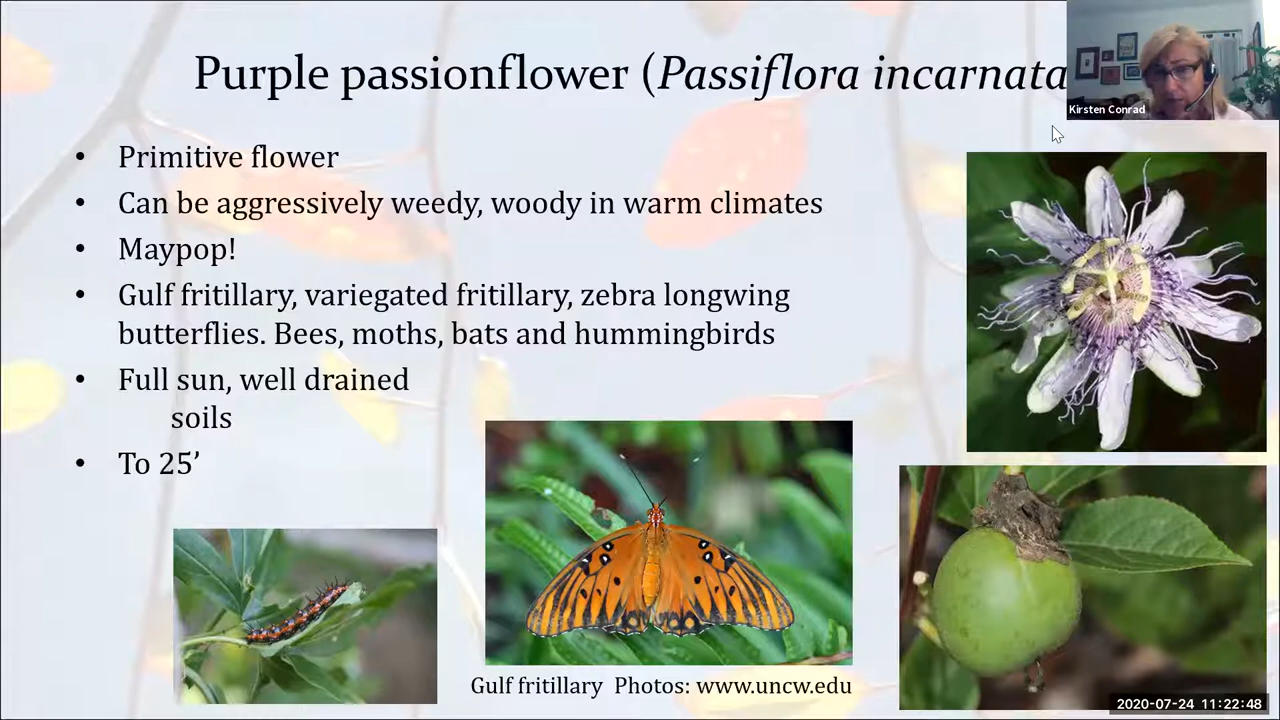 Purple passionflower (Passiflora incarnata
Kirsten Conrad
• Primitive flower
• Can be aggressively weedy, woody in warm climates
• Maypop!
• Gulf fritillary, variegated fritillary, zebra longwing
butterflies. Bees, moths, bats and hummingbirds
• Full sun, well drained
soils
• To 25’
Gulf fritillary Photos: www.uncw.edu
2020-07-24 11:22:48